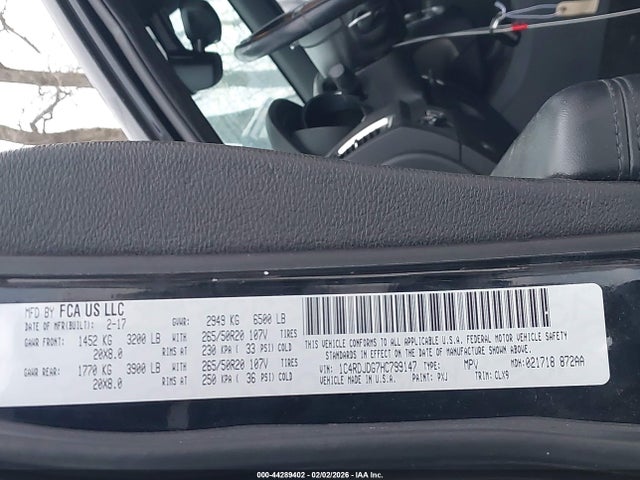 MFD BY FCA US LLC
DATE OF MFR(BUILT): 2-17 GVWR: 2949 KG 6500 LB
GAWR FRONT: 1452 KG 3200 LB WITH 265/50R20 107V TIRES
20X8.0 RIMS AT 230 KPA ( 33 PSI) COLD
GAWR REAR: 1770 KG 3900 LB WITH 265/50R20 107V TIRES
20X8.0 RIMS AT 250 KPA ( 36 PSI) COLD
THIS VEHICLE CONFORMS TO ALL APPLICABLE U.S.A. FEDERAL MOTOR VEHICLE SAFETY
STANDARDS IN EFFECT ON THE DATE OF MANUFACTURE SHOWN ABOVE.
VIN: 1C4RDJDG7HC799147 TYPE: MPV MDH: 021718 872AA
VEHICLE MADE IN U.S.A. PAINT: PXJ TRIM: CLX9
000-44289402 - 02/02/2026 - IAA Inc.